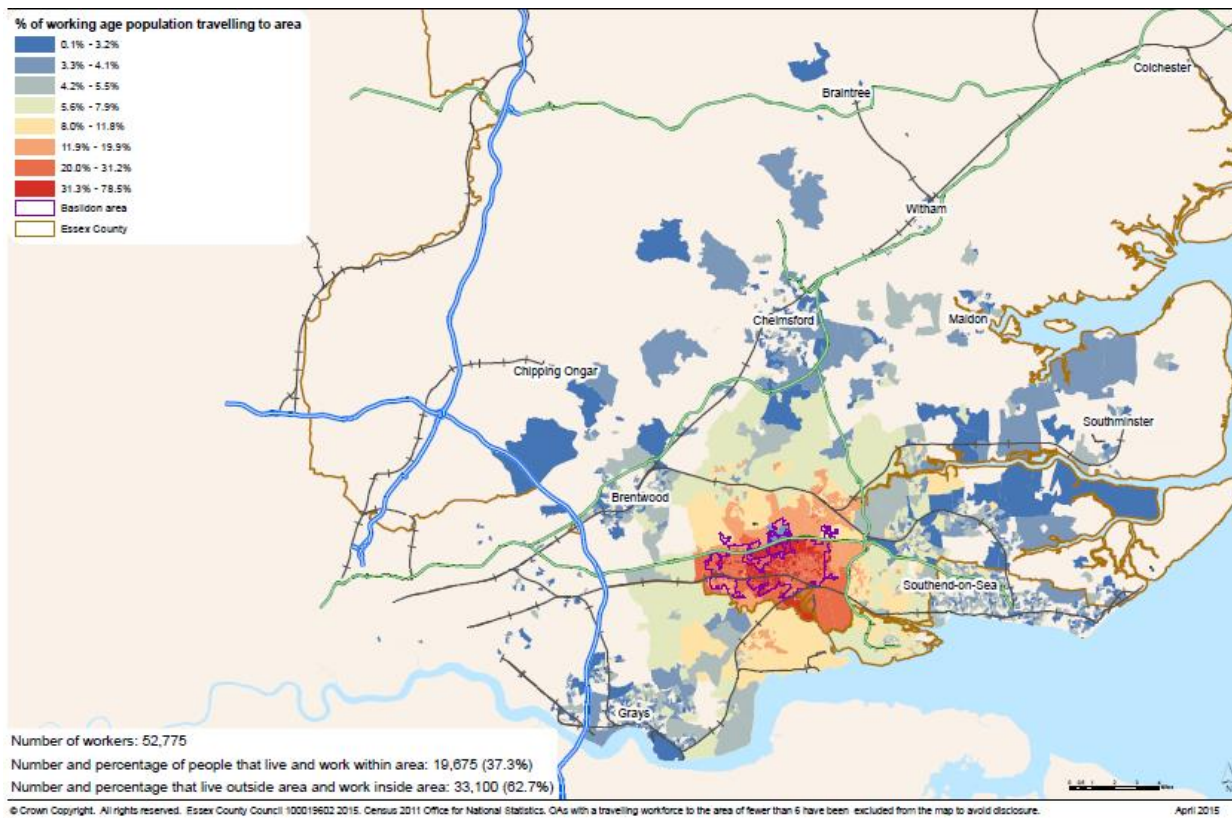 % of working age population travelling to area
0.1% - 3.2%
3.3% - 4.1%
4.2% - 5.5%
5.6% - 7.9%
8.0% - 11.8%
11.9% - 19.9%
20.0% - 31.2%
31.3% - 78.5%
Basildon area
Essex County
Colchester
Braintree
Witham
Chelmsford
Maldon
Chipping Ongar
Southminster
Brentwood
Southend-on-Sea
Grays
Number of workers: 52,775
Number and percentage of people that live and work within area: 19,675 (37.3%)
Number and percentage that live outside area and work inside area: 33,100 (62.7%)
© Crown Copyright. All rights reserved. Essex County Council 100019602 2015. Census 2011 Office for National Statistics. OAs with a travelling workforce to the area of fewer than 6 have been excluded from the map to avoid disclosure. April 2015